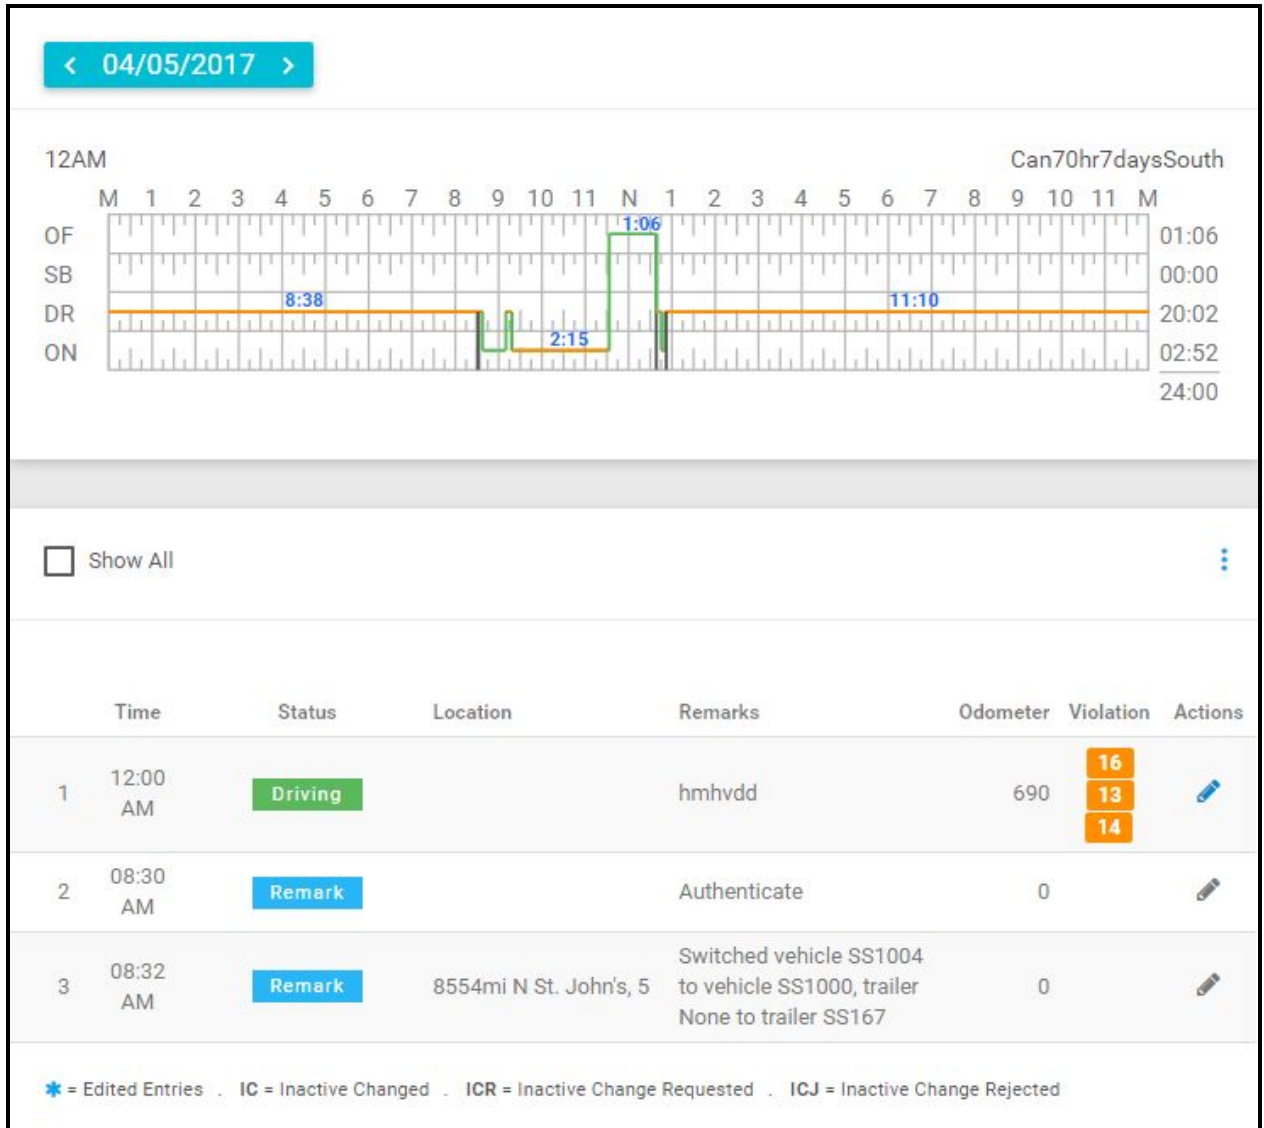 < 04/05/2017 >
12AM Can70hr7daysSouth
M 1 2 3 4 5 6 7 8 9 10 11 N 1 2 3 4 5 6 7 8 9 10 11 M
OF 1:06 01:06
SB 00:00
DR 8:38 11:10 20:02
ON 2:15 02:52
24:00
Show All
Time Status Location Remarks Odometer Violation Actions
1 12:00 AM Driving hmhvdd 690 16 13 14
2 08:30 AM Remark Authenticate 0
3 08:32 AM Remark 8554mi N St. John's, 5 Switched vehicle SS1004
to vehicle SS1000, trailer 0
None to trailer SS167
* = Edited Entries . IC = Inactive Changed . ICR = Inactive Change Requested . ICJ = Inactive Change Rejected